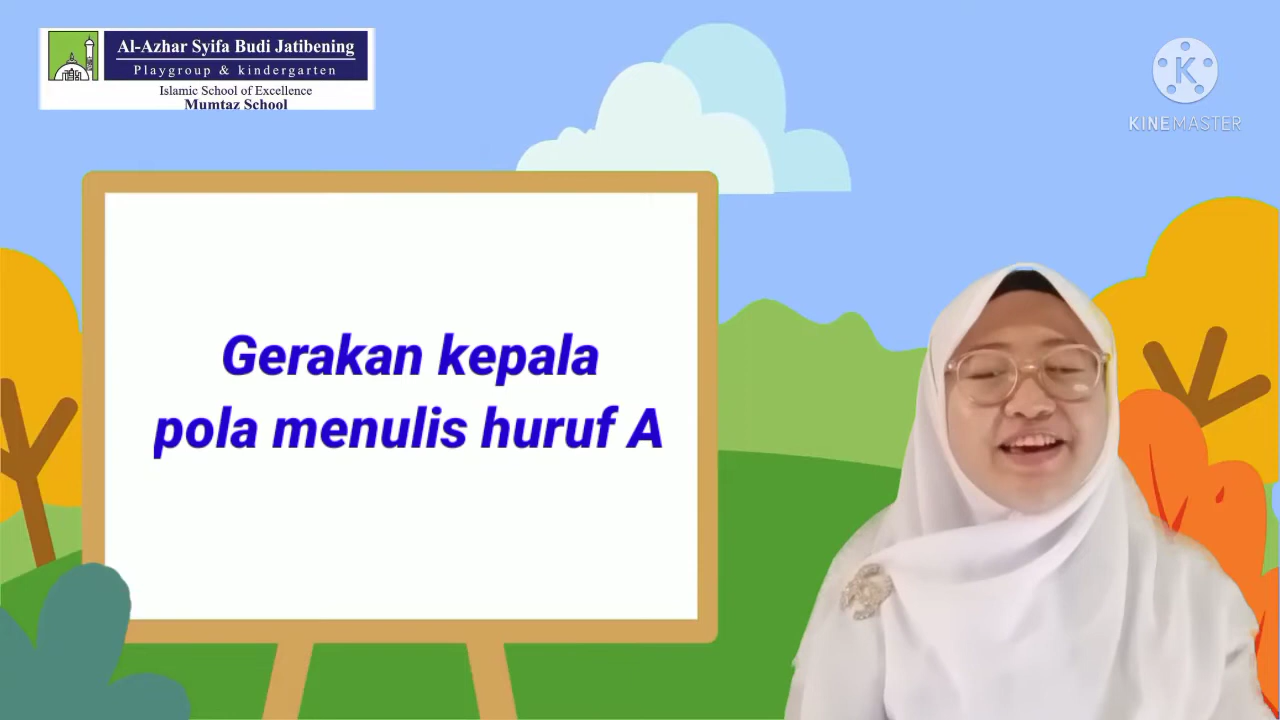 Al-Azhar Syifa Budi Jatibening
Playgroup & kindergarten
Islamic School of Excellence
Mumtaz School
K
KINEMASTER
Gerakan kepala
pola menulis huruf A